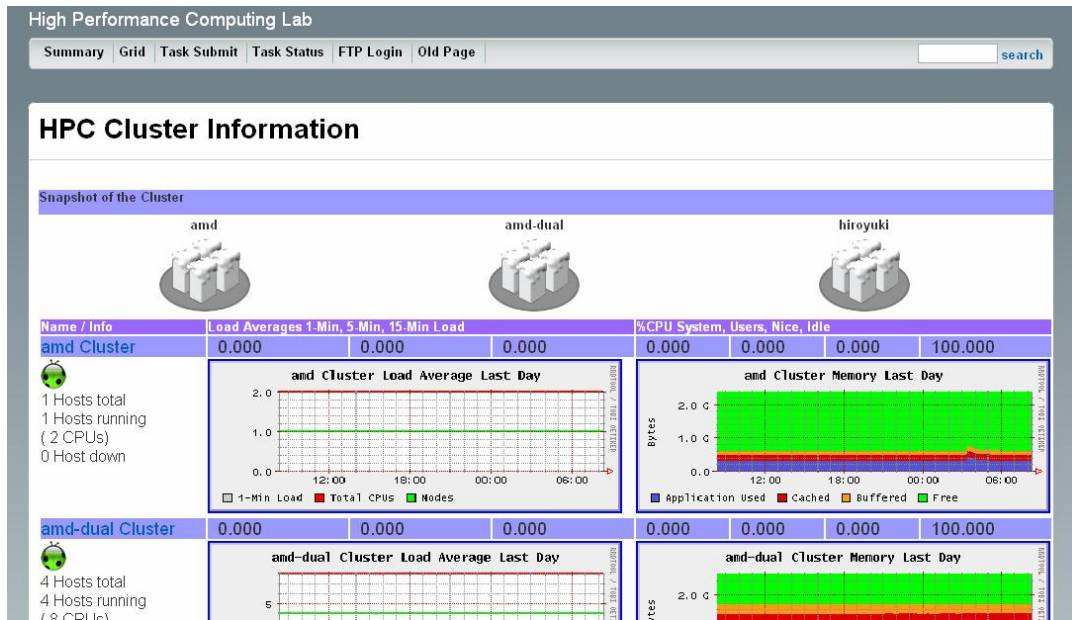 High Performance Computing Lab
Summary Grid Task Submit Task Status FTP Login Old Page search
HPC Cluster Information
Snapshot of the Cluster
amd amd-dual hiroyuki
Name / Info Load Averages 1-Min, 5-Min, 15-Min Load %CPU System, Users, Nice, Idle
amd Cluster 0.000 0.000 0.000 0.000 0.000 0.000 100.000
1 Hosts total
1 Hosts running
( 2 CPUs)
0 Host down
amd Cluster Load Average Last Day
2.0
1.0
0.0
12:00 18:00 00:00 06:00
1-Min Load Total CPUs Nodes
RRDTOOL / TOBI OETIKER
amd Cluster Memory Last Day
Bytes
2.0 G
1.0 G
0.0
12:00 18:00 00:00 06:00
Application Used Cached Buffered Free
RRDTOOL / TOBI OETIKER
amd-dual Cluster 0.000 0.000 0.000 0.000 0.000 0.000 100.000
4 Hosts total
4 Hosts running
( 8 CPUs)
amd-dual Cluster Load Average Last Day
5
amd-dual Cluster Memory Last Day
2.0 G